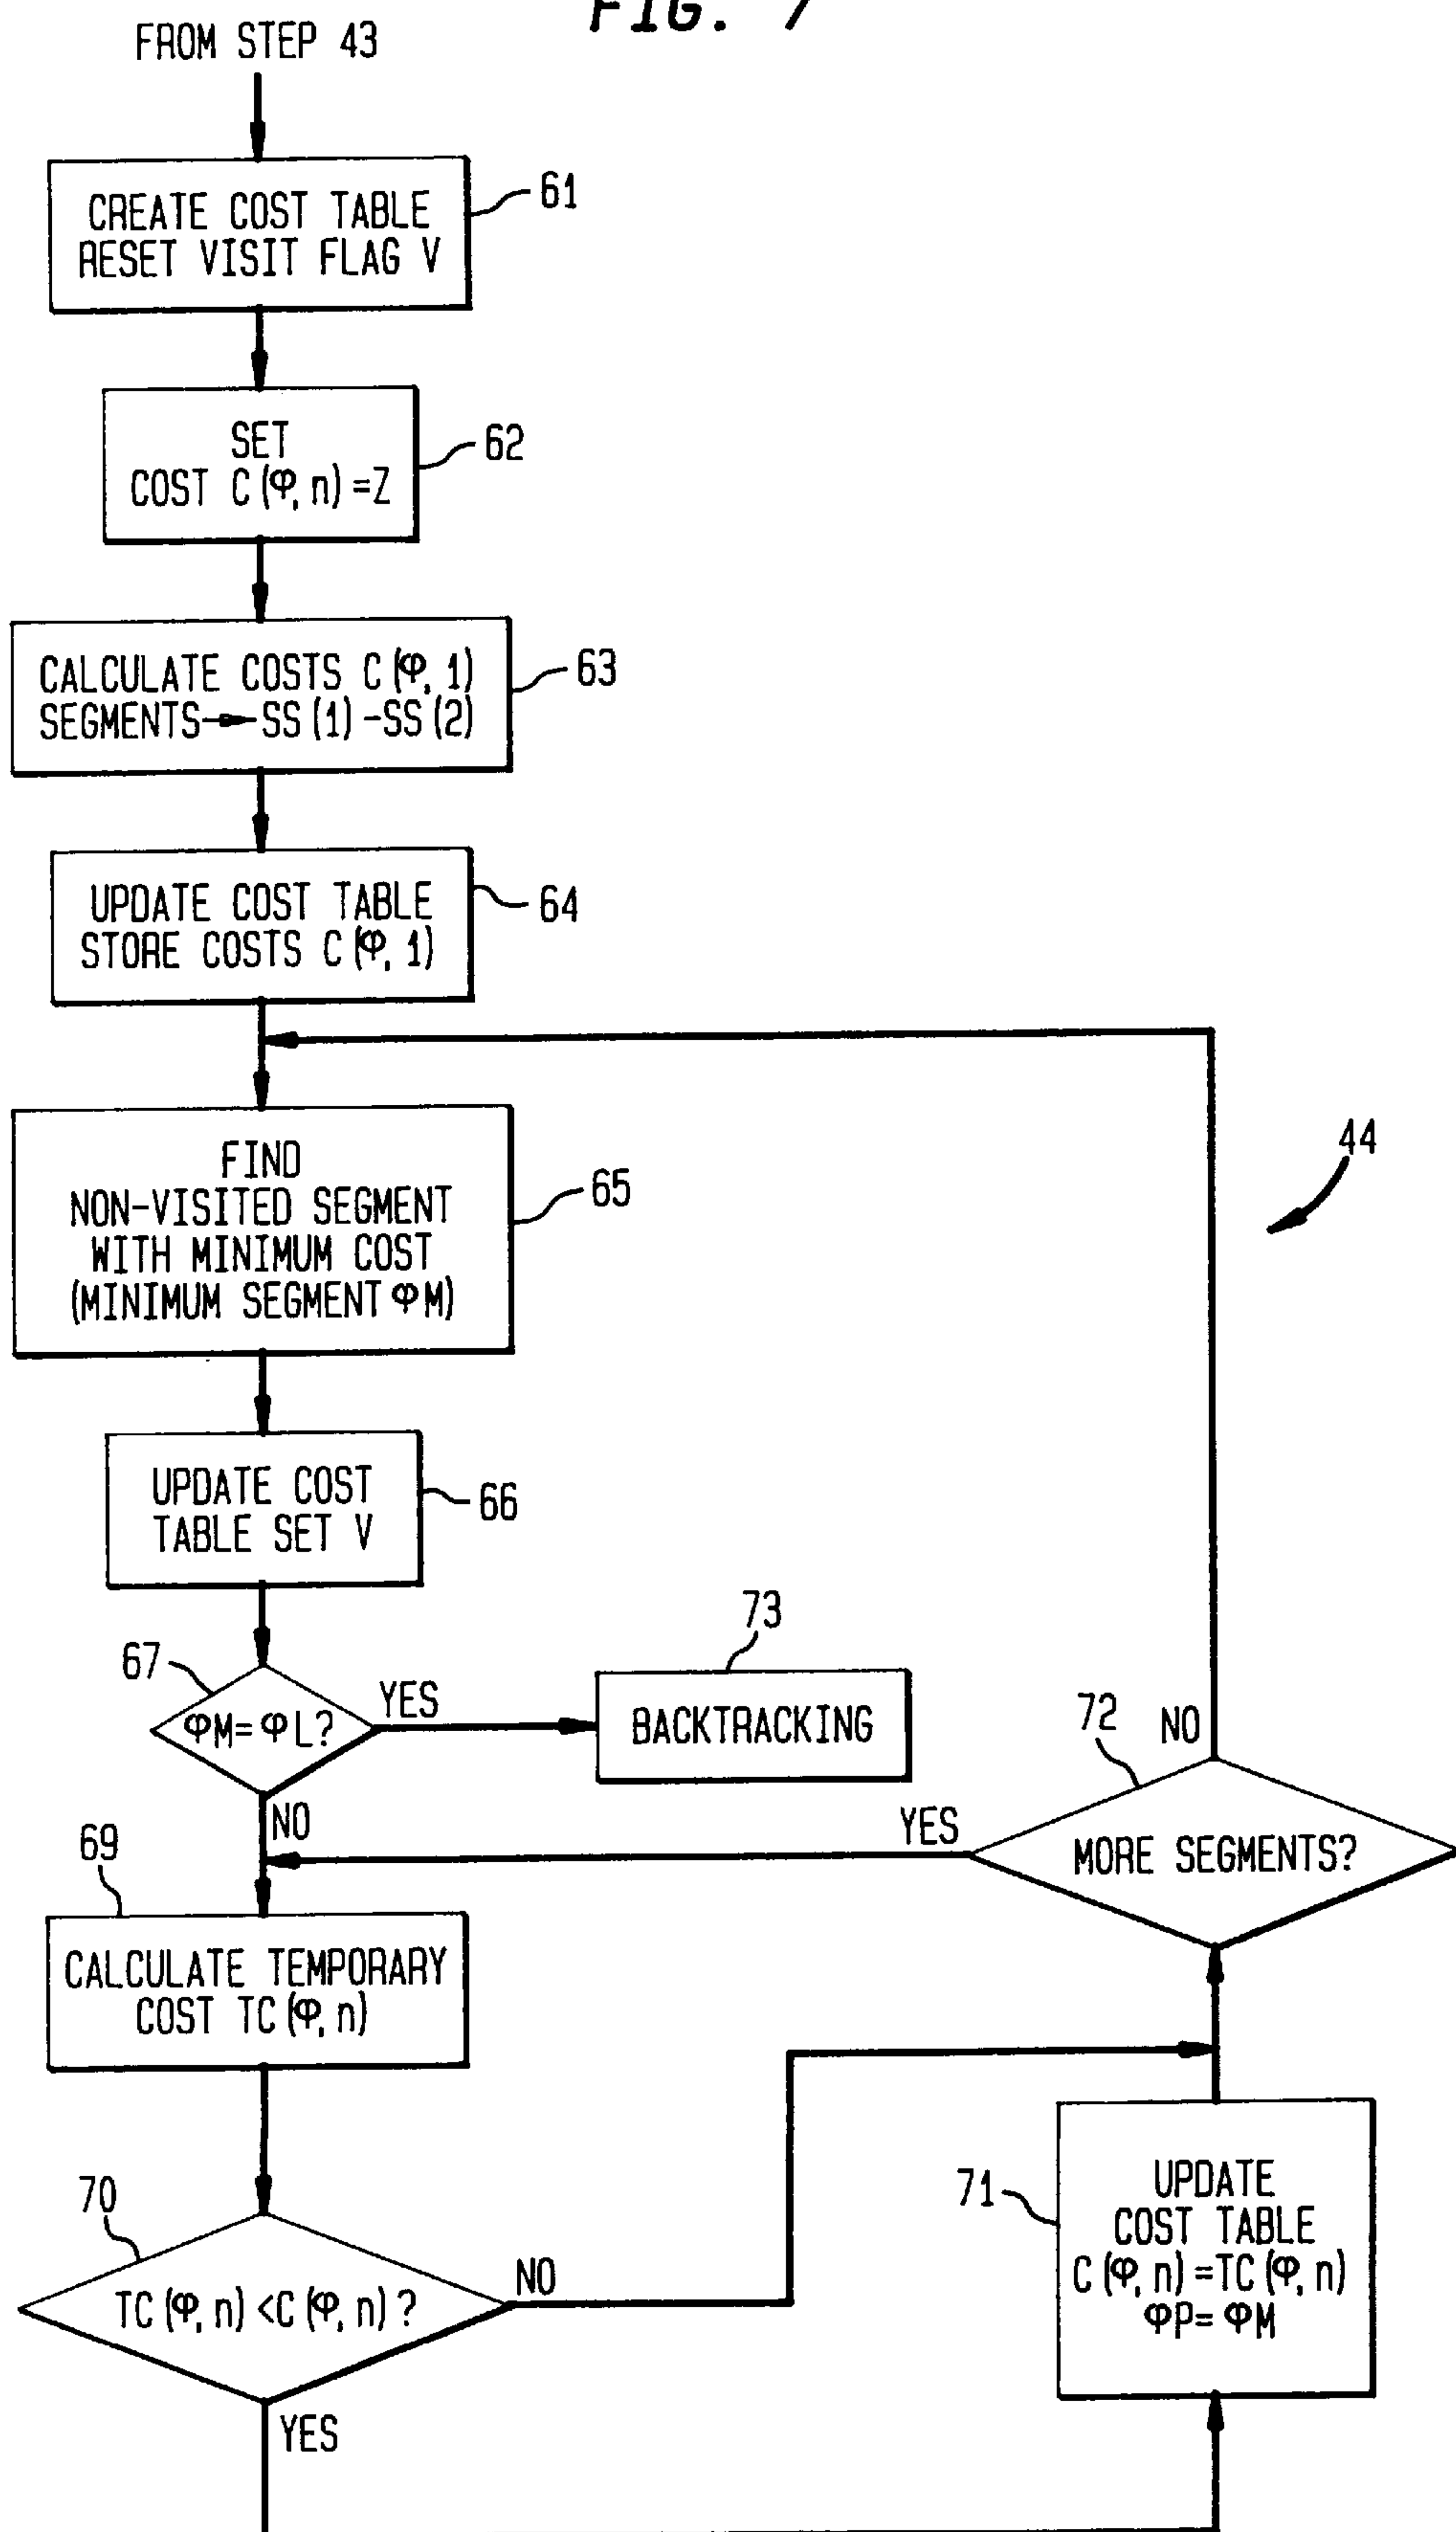 FIG. 7
FROM STEP 43
CREATE COST TABLE
RESET VISIT FLAG V
61
SET
COST C(φ, n)=Z
62
CALCULATE COSTS C(φ, 1)
SEGMENTS→SS(1)-SS(2)
63
UPDATE COST TABLE
STORE COSTS C(φ, 1)
64
FIND
NON-VISITED SEGMENT
WITH MINIMUM COST
(MINIMUM SEGMENT φM)
65
44
UPDATE COST
TABLE SET V
66
67
φM=φL?
YES
NO
73
BACKTRACKING
72
NO
YES
MORE SEGMENTS?
69
CALCULATE TEMPORARY
COST TC(φ, n)
70
TC(φ, n)<C(φ, n)?
NO
YES
71
UPDATE
COST TABLE
C(φ, n)=TC(φ, n)
φP=φM